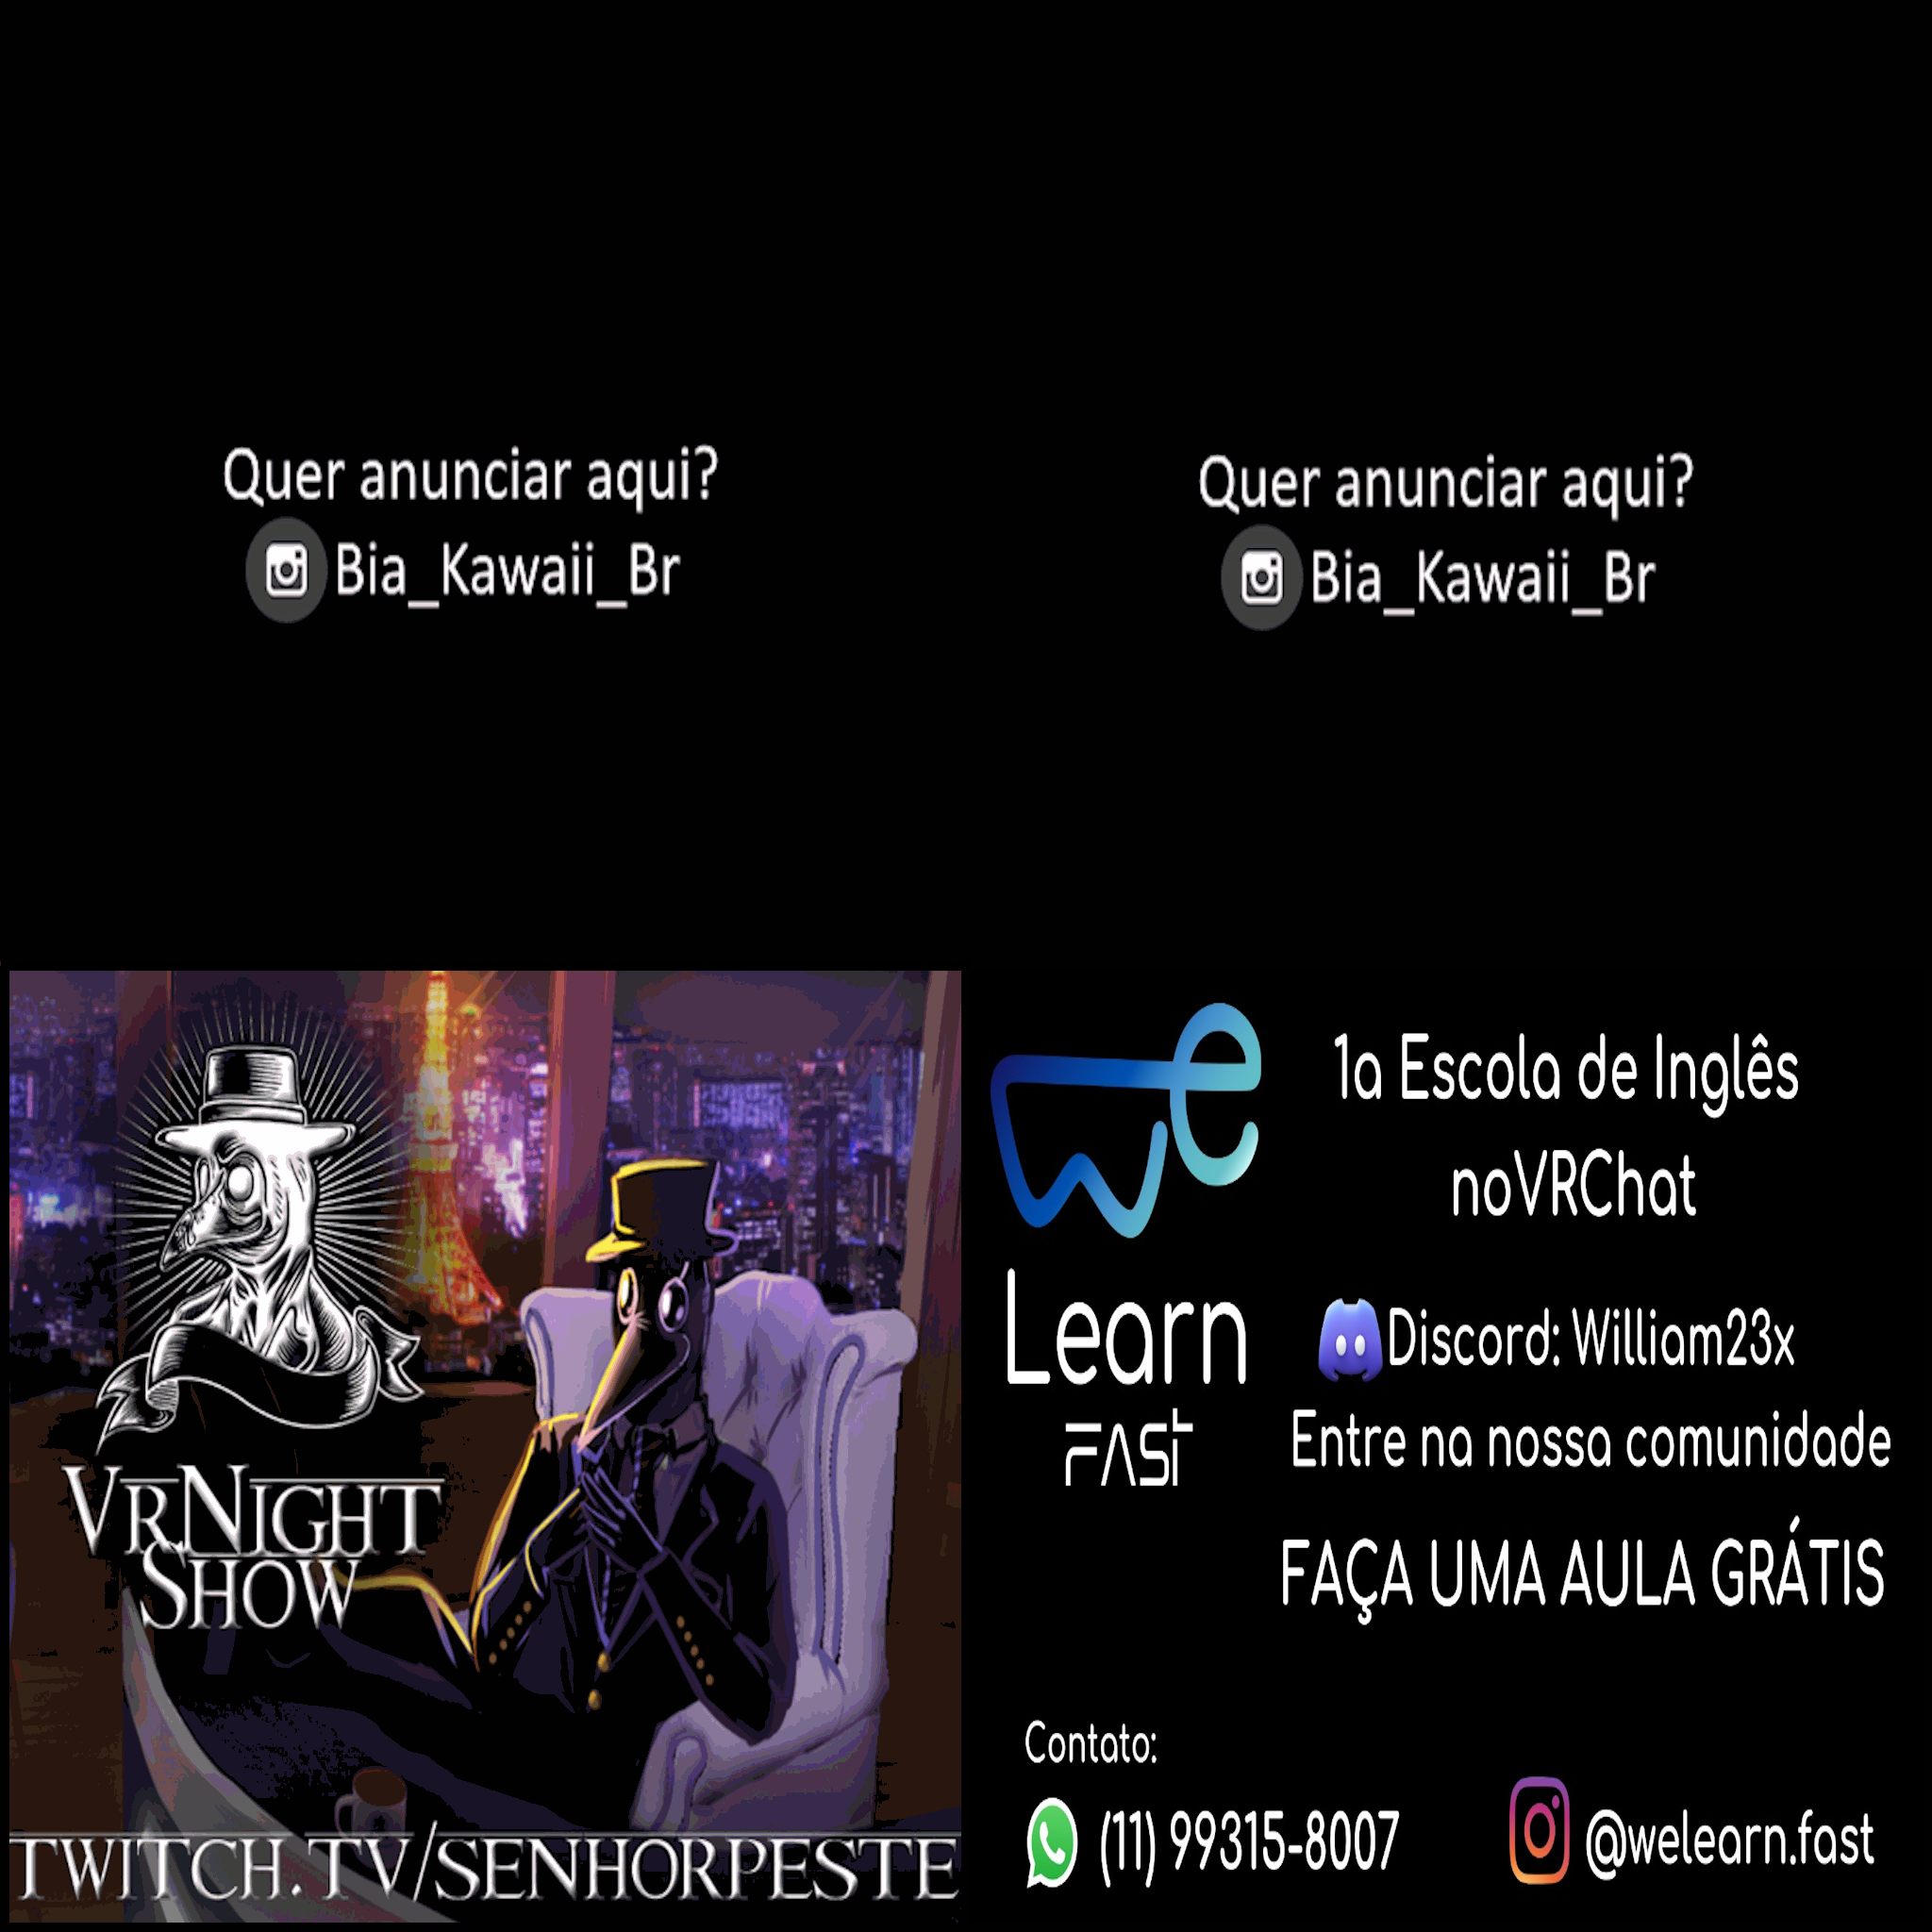 Quer anunciar aqui?
Bia_Kawaii_Br
Quer anunciar aqui?
Bia_Kawaii_Br
VRNIGHT
SHOW
TWITCH.TV/SENHORPESTE
we
Learn
FAST
1a Escola de Inglês
noVRChat
Discord: William23x
Entre na nossa comunidade
FAÇA UMA AULA GRÁTIS
Contato:
(11) 99315-8007
@welearn.fast